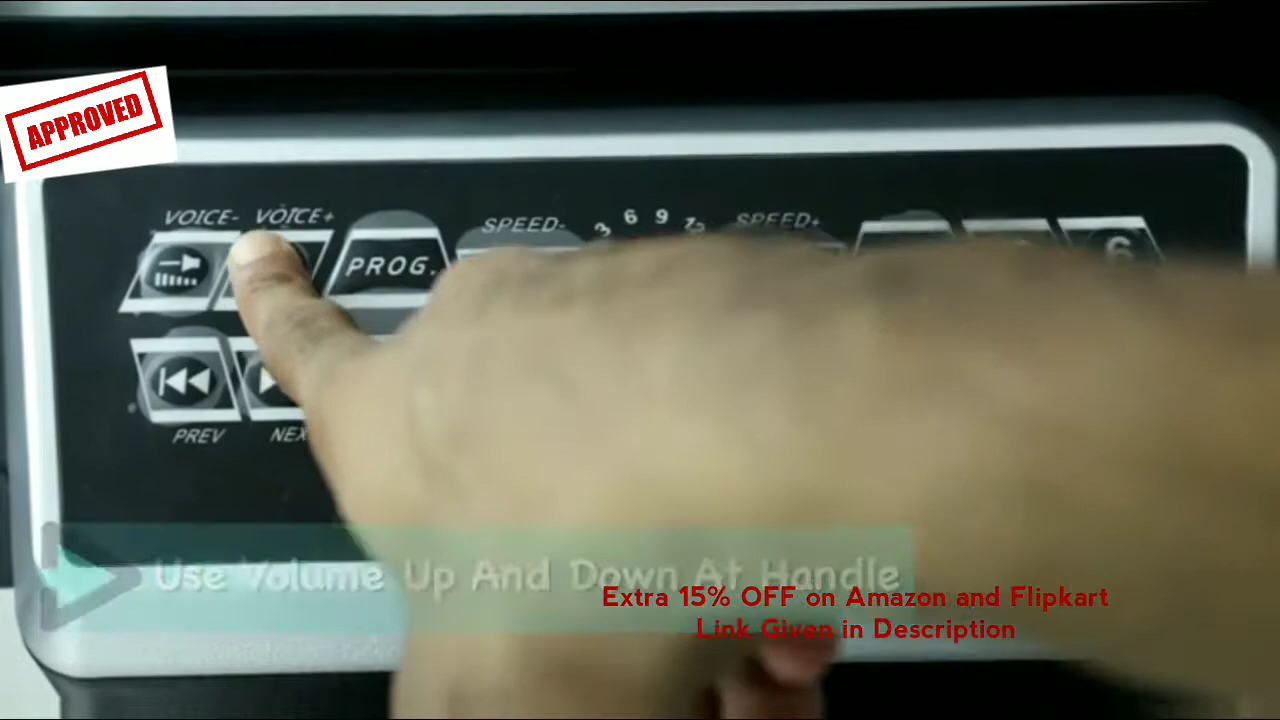 APPROVED
VOICE- VOICE+
SPEED- 3 6 9 12 SPEED+
PROG.
6
PREV
Use Volume Up And Down At Handle
Extra 15% OFF on Amazon and Flipkart
Link Given in Description